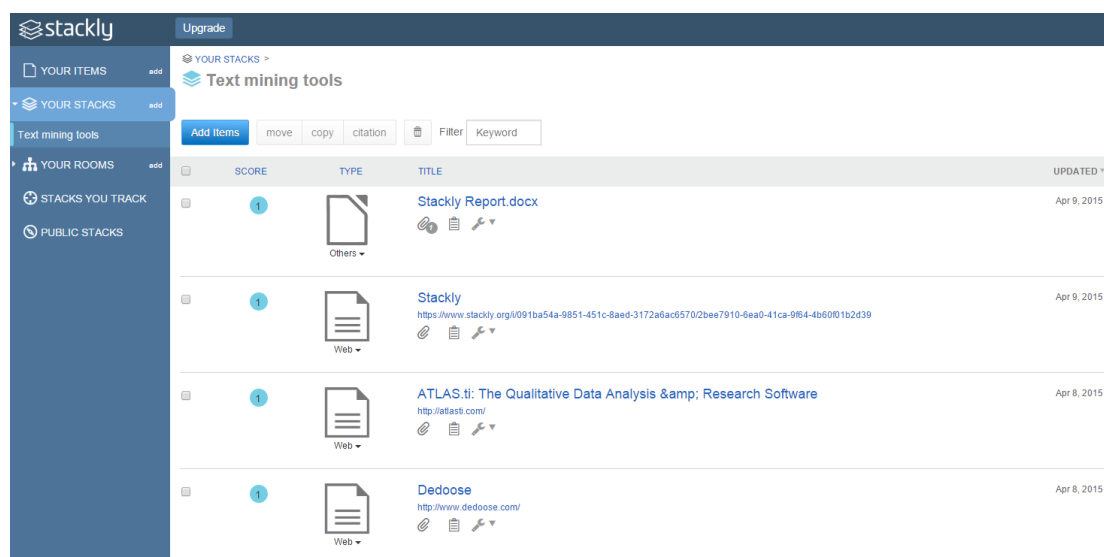 stackly
Upgrade
YOUR ITEMS add
YOUR STACKS add
Text mining tools
YOUR ROOMS add
STACKS YOU TRACK
PUBLIC STACKS
YOUR STACKS >
Text mining tools
Add Items move copy citation Filter Keyword
SCORE TYPE TITLE UPDATED
1 Stackly Report.docx Apr 9, 2015
1
Others
1 Stackly Apr 9, 2015
https://www.stackly.org/i/091ba54a-9851-451c-8aed-3172a6ac6570/2bee7910-6ea0-41ca-9f64-4b60f01b2d39
Web
1 ATLAS.ti: The Qualitative Data Analysis &amp; Research Software Apr 8, 2015
http://atlasti.com/
Web
1 Dedoose Apr 8, 2015
http://www.dedoose.com/
Web